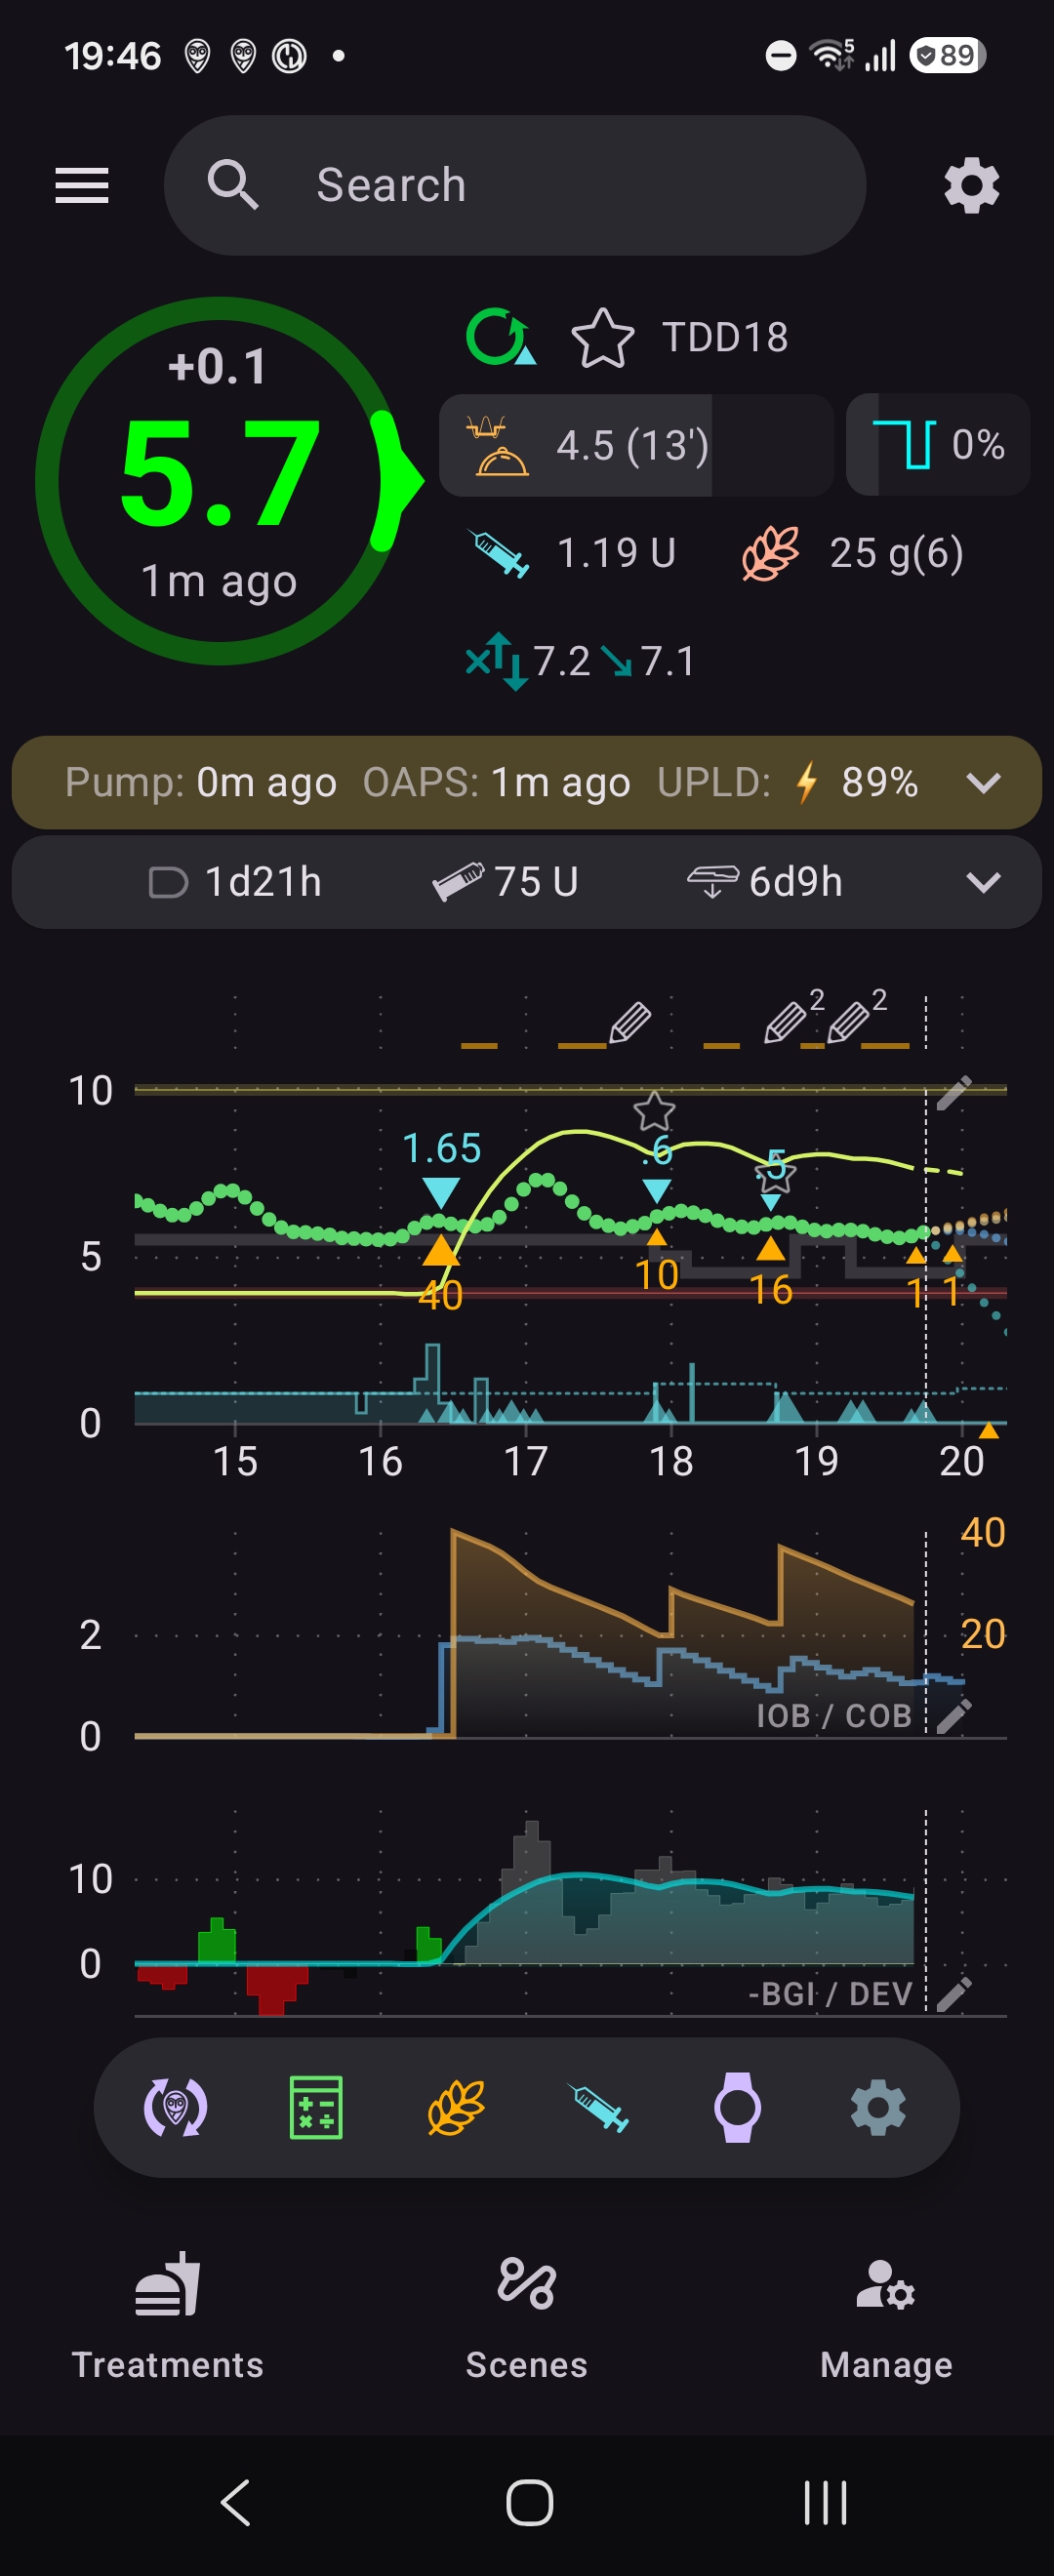 19:46 5 89
Search
+0.1
5.7
1m ago
TDD18
4.5 (13')
0%
1.19 U
25 g(6)
7.2 7.1
Pump: 0m ago OAPS: 1m ago UPLD: ⚡ 89%
1d21h 75 U 6d9h
2 2
10
1.65 .6 .5
5
40 10 16 1 1
0
15 16 17 18 19 20
40
2 20
IOB / COB
0
10
0
-BGI / DEV
Treatments Scenes Manage